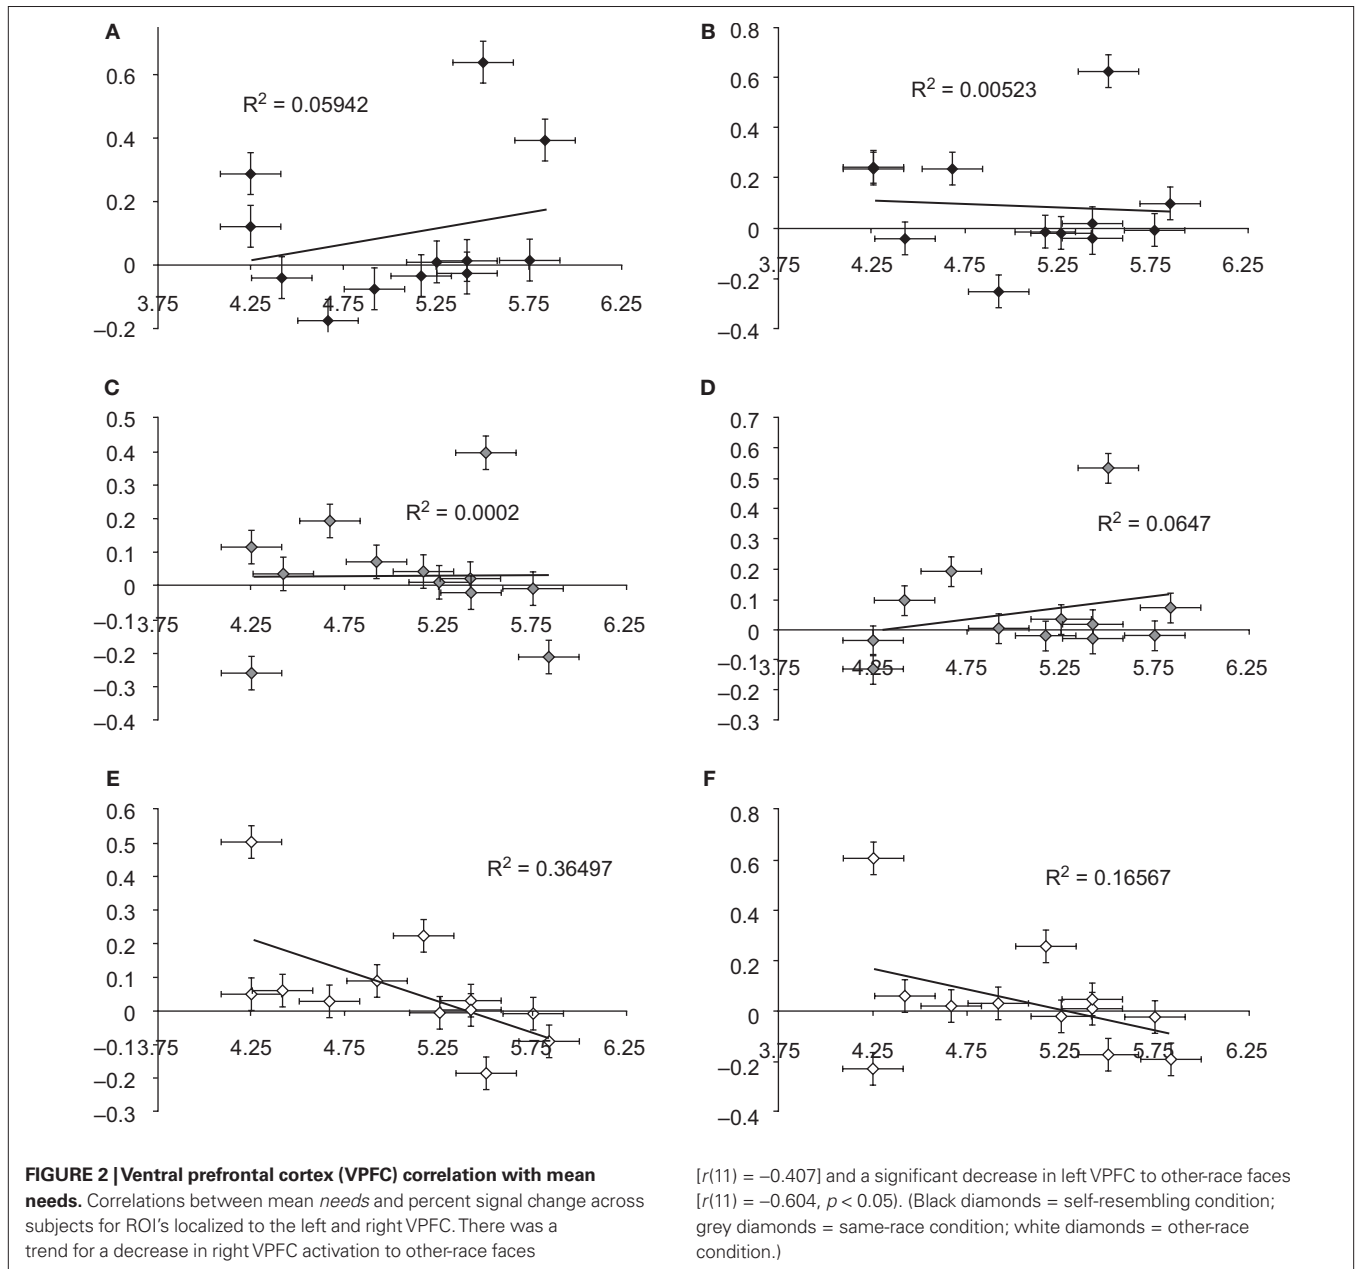 A
0.6
0.4
0.2
0
−0.2
R2 = 0.05942
3.75 4.25 4.75 5.25 5.75 6.25
B
0.8
0.6
0.4
0.2
0
−0.2
−0.4
R2 = 0.00523
3.75 4.25 4.75 5.25 5.75 6.25
C
0.5
0.4
0.3
0.2
0.1
0
−0.1
−0.2
−0.3
−0.4
R2 = 0.0002
3.75 4.25 4.75 5.25 5.75 6.25
D
0.7
0.6
0.5
0.4
0.3
0.2
0.1
0
−0.1
−0.2
−0.3
R2 = 0.0647
3.75 4.25 4.75 5.25 5.75 6.25
E
0.6
0.5
0.4
0.3
0.2
0.1
0
−0.1
−0.2
−0.3
R2 = 0.36497
3.75 4.25 4.75 5.25 5.75 6.25
F
0.8
0.6
0.4
0.2
0
−0.2
−0.4
R2 = 0.16567
3.75 4.25 4.75 5.25 5.75 6.25
FIGURE 2 | Ventral prefrontal cortex (VPFC) correlation with mean
needs. Correlations between mean needs and percent signal change across
subjects for ROI's localized to the left and right VPFC. There was a
trend for a decrease in right VPFC activation to other-race faces
[r(11) = −0.407] and a significant decrease in left VPFC to other-race faces
[r(11) = −0.604, p < 0.05). (Black diamonds = self-resembling condition;
grey diamonds = same-race condition; white diamonds = other-race
condition.)